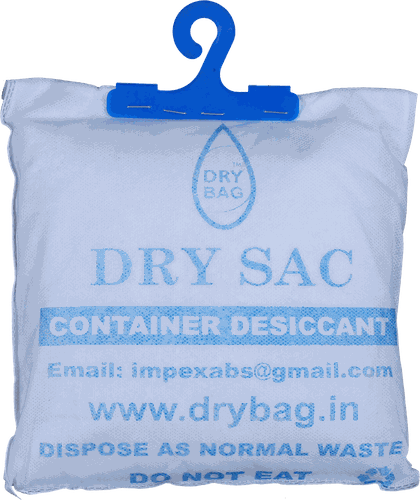 DRY
BAG
™
DRY SAC
CONTAINER DESICCANT
Email: impexabs@gmail.com
www.drybag.in
DISPOSE AS NORMAL WASTE
DO NOT EAT